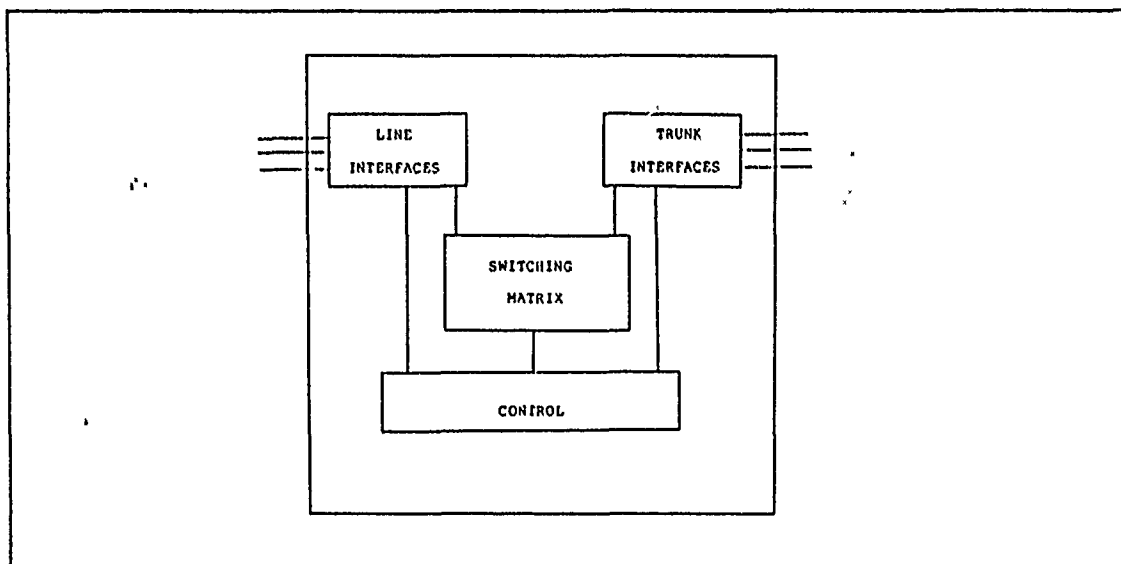 LINE
INTERFACES
TRUNK
INTERFACES
SWITCHING
MATRIX
CONTROL